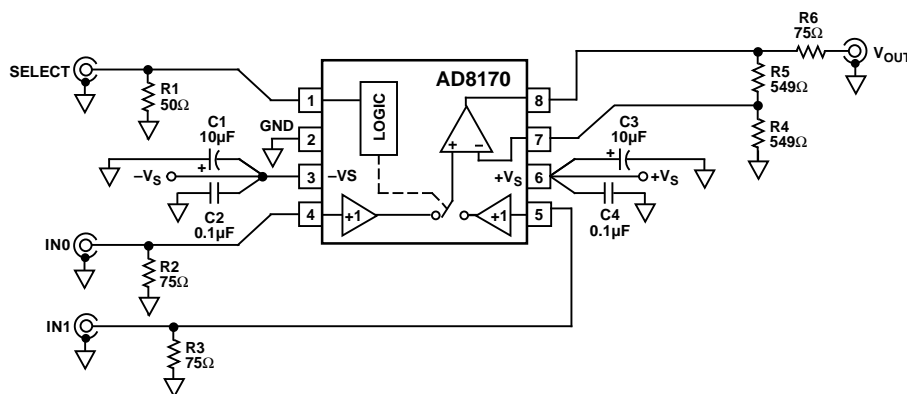 SELECT
R1
50Ω
C1
10µF
GND
+
–VS
C2
0.1µF
IN0
R2
75Ω
IN1
R3
75Ω
1
2
3
4
LOGIC
AD8170
–VS
+
–
+VS
+1
+1
8
7
6
5
R6
75Ω
VOUT
R5
549Ω
R4
549Ω
C3
10µF
+
+VS
C4
0.1µF